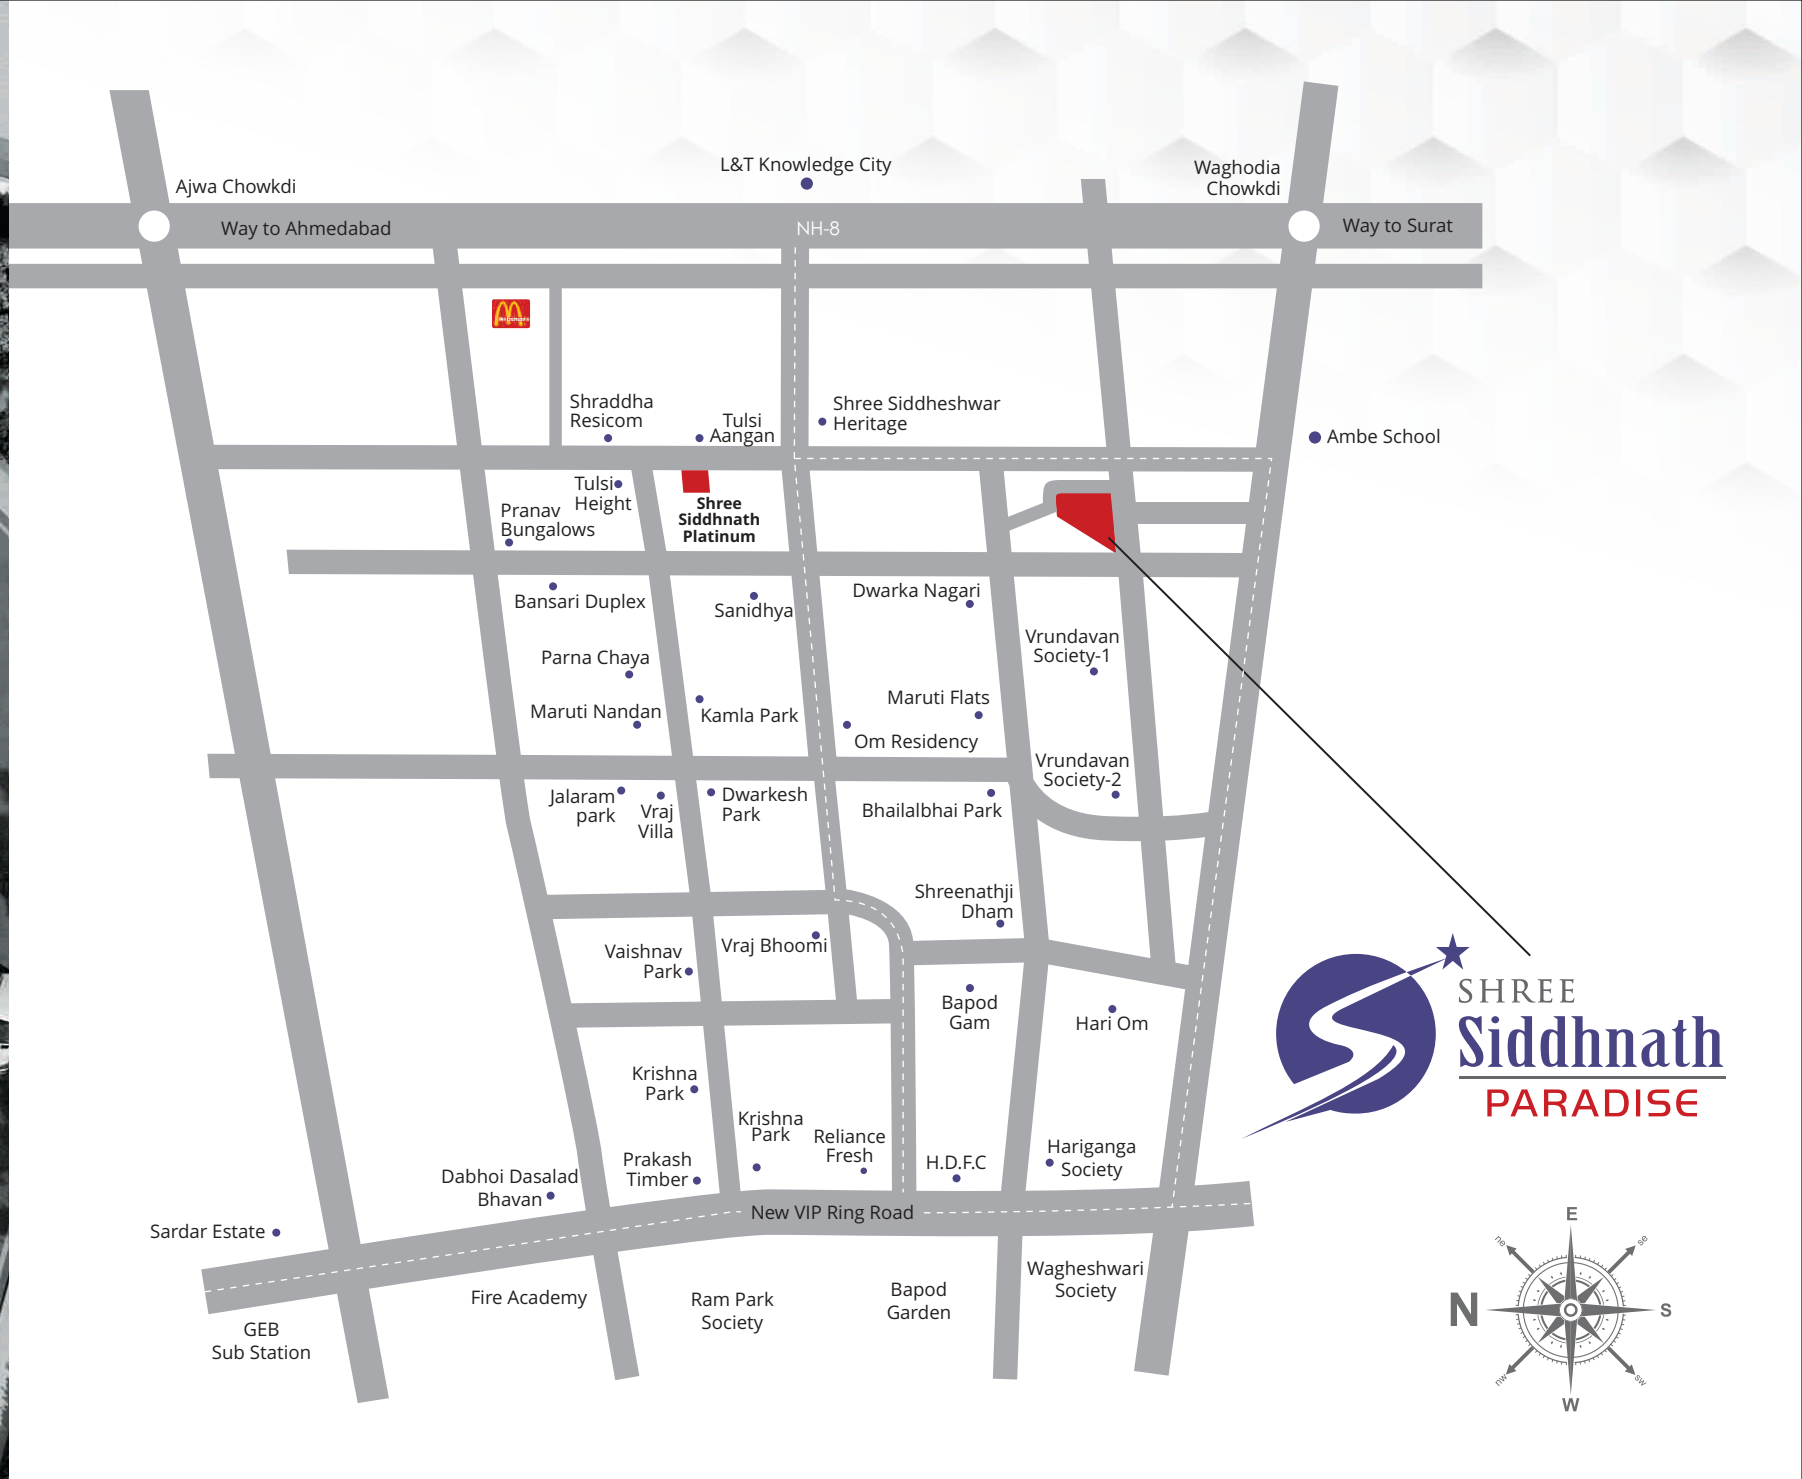 L&T Knowledge City
Waghodia
Chowkdi
Ajwa Chowkdi
Way to Ahmedabad
NH-8
Way to Surat
Shraddha
Resicom
Tulsi
Aangan
Shree Siddheshwar
Heritage
Ambe School
Tulsi
Height
Pranav
Bungalows
Shree
Siddhnath
Platinum
Bansari Duplex
Sanidhya
Dwarka Nagari
Vrundavan
Society-1
Parna Chaya
Maruti Nandan
Kamla Park
Maruti Flats
Om Residency
Vrundavan
Society-2
Jalaram
park
Vraj
Villa
Dwarkesh
Park
Bhailalbhai Park
Shreenathji
Dham
Vaishnav
Park
Vraj Bhoomi
Bapod
Gam
Hari Om
SHREE
Siddhnath
PARADISE
Krishna
Park
Krishna
Park
Reliance
Fresh
H.D.F.C
Hariganga
Society
Prakash
Timber
Dabhoi Dasalad
Bhavan
Sardar Estate
New VIP Ring Road
GEB
Sub Station
Fire Academy
Ram Park
Society
Bapod
Garden
Wagheshwari
Society
E
ne
se
N
S
nw
sw
W